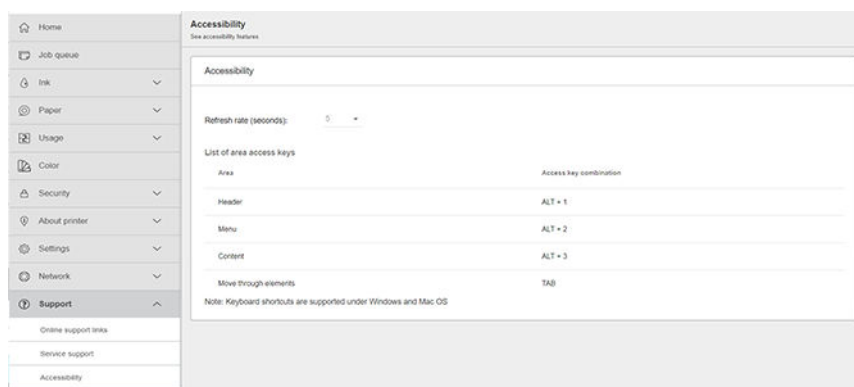 Home
Job queue
Ink
Paper
Usage
Color
Security
About printer
Settings
Network
Support
Online support links
Service support
Accessibility
Accessibility
See accessibility features
Accessibility
Refresh rate (seconds): 5
List of area access keys
Area Access key combination
Header ALT + 1
Menu ALT + 2
Content ALT + 3
Move through elements TAB
Note: Keyboard shortcuts are supported under Windows and Mac OS